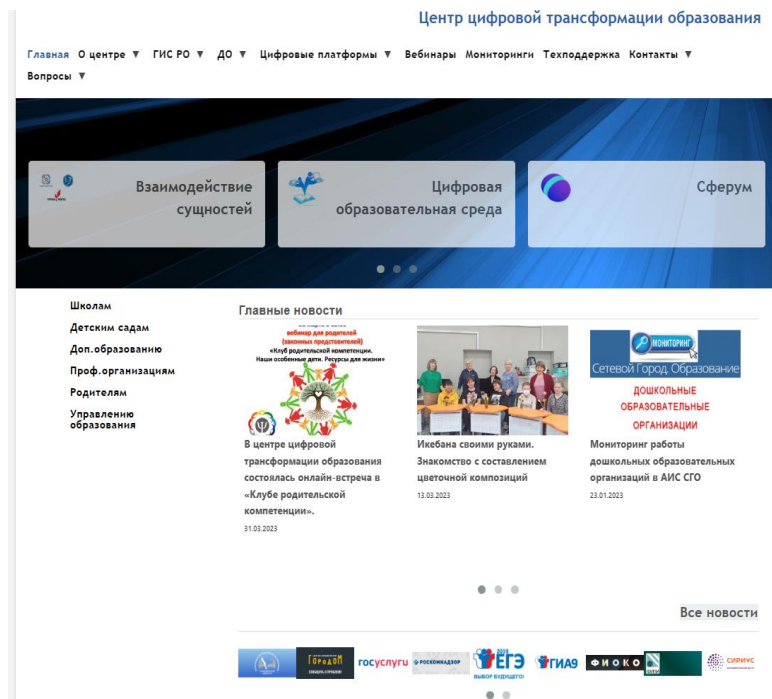 Центр цифровой трансформации образования
Главная О центре ▼ ГИС РО ▼ ДО ▼ Цифровые платформы ▼ Вебинары Мониторинги Техподдержка Контакты ▼
Вопросы ▼
Взаимодействие
сущностей
Цифровая
образовательная среда
Сферум
Школам
Детским садам
Доп.образованию
Проф.организациям
Родителям
Управлению
образования
Главные новости
вебинар для родителей
(законных представителей)
«Клуб родительской компетенции.
Наши особенные дети. Ресурсы для жизни»
В центре цифровой
трансформации образования
состоялась онлайн-встреча в
«Клубе родительской
компетенции».
31.03.2023
Икебана своими руками.
Знакомство с составлением
цветочной композиций
13.03.2023
МОНИТОРИНГ
Сетевой Город. Образование
ДОШКОЛЬНЫЕ
ОБРАЗОВАТЕЛЬНЫЕ
ОРГАНИЗАЦИИ
Мониторинг работы
дошкольных образовательных
организаций в АИС СГО
23.01.2023
Все новости
ГОРОДОМ
госуслуги
РОСКОМНАДЗОР
ЕГЭ
ВЫБОР БУДУЩЕГО!
ГИА9
ФИОКО
СИРИУС